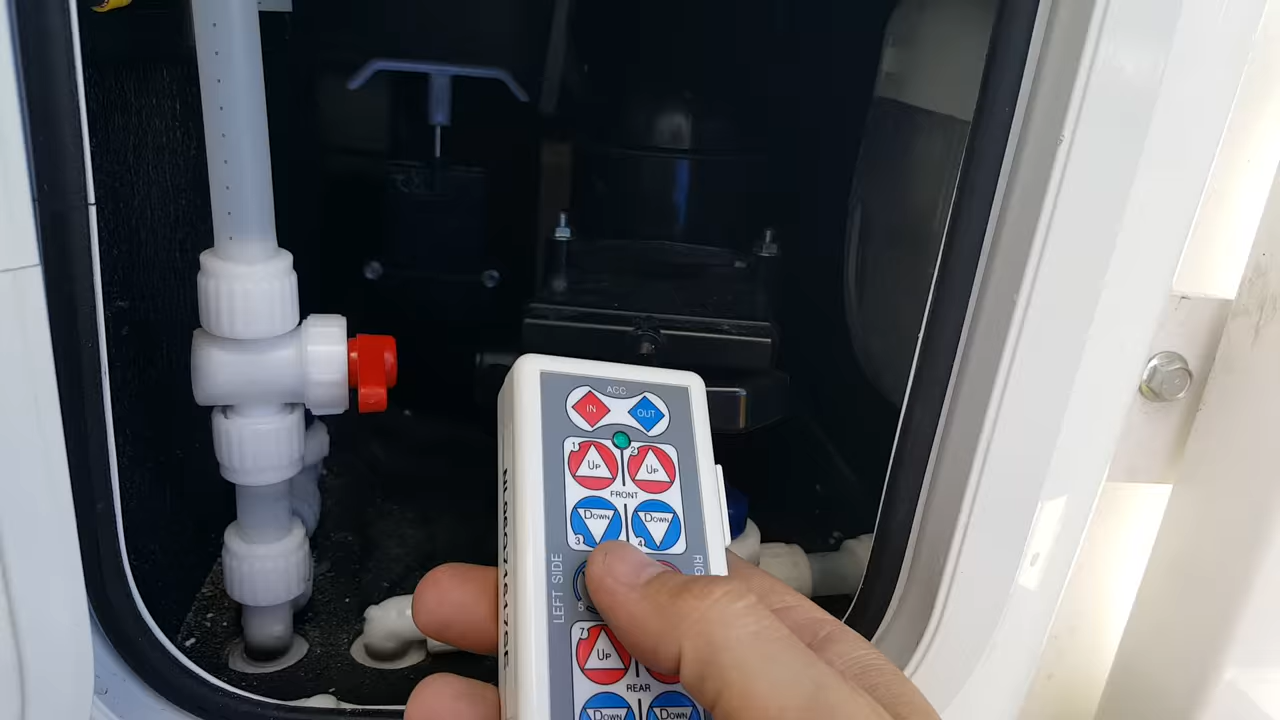 ACC
IN OUT
1 UP 2 UP
FRONT
DOWN DOWN
3 4
LEFT SIDE
RIG
5
7 UP
REAR
DOWN DOWN